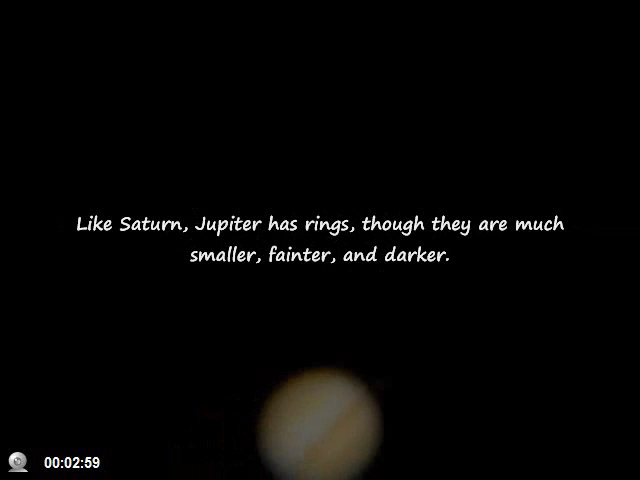 Like Saturn, Jupiter has rings, though they are much
smaller, fainter, and darker.
00:02:59